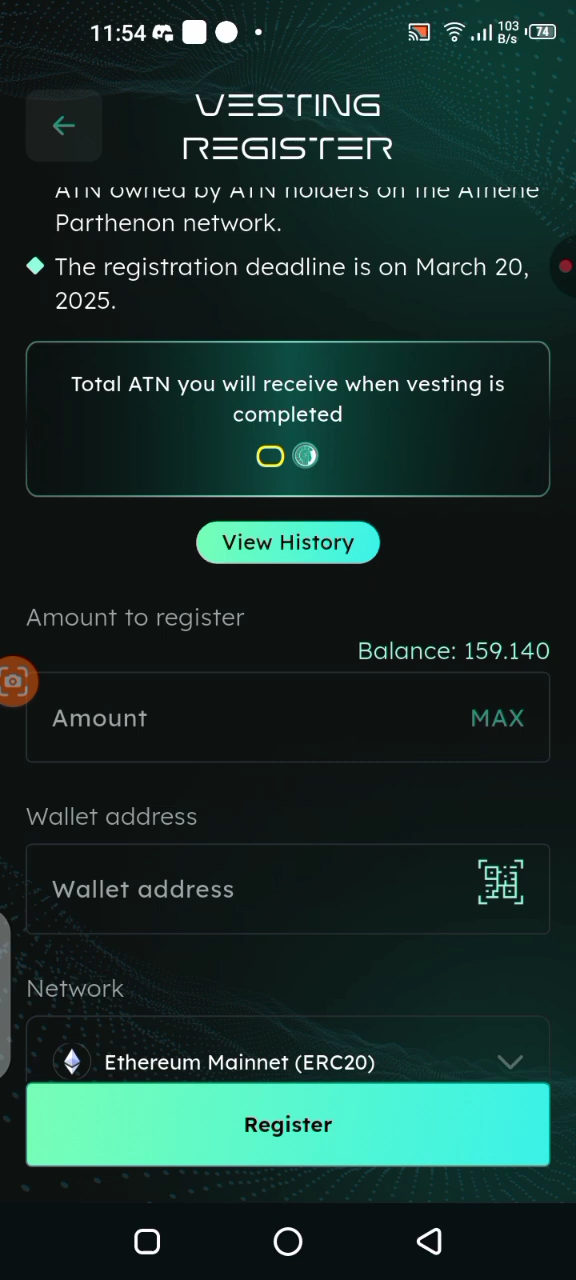 11:54
103
B/s
74
VESTING
REGISTER
ATN owned by ATN holders on the Athene
Parthenon network.
The registration deadline is on March 20,
2025.
Total ATN you will receive when vesting is
completed
View History
Amount to register
Balance: 159.140
Amount MAX
Wallet address
Wallet address
Network
Ethereum Mainnet (ERC20)
Register